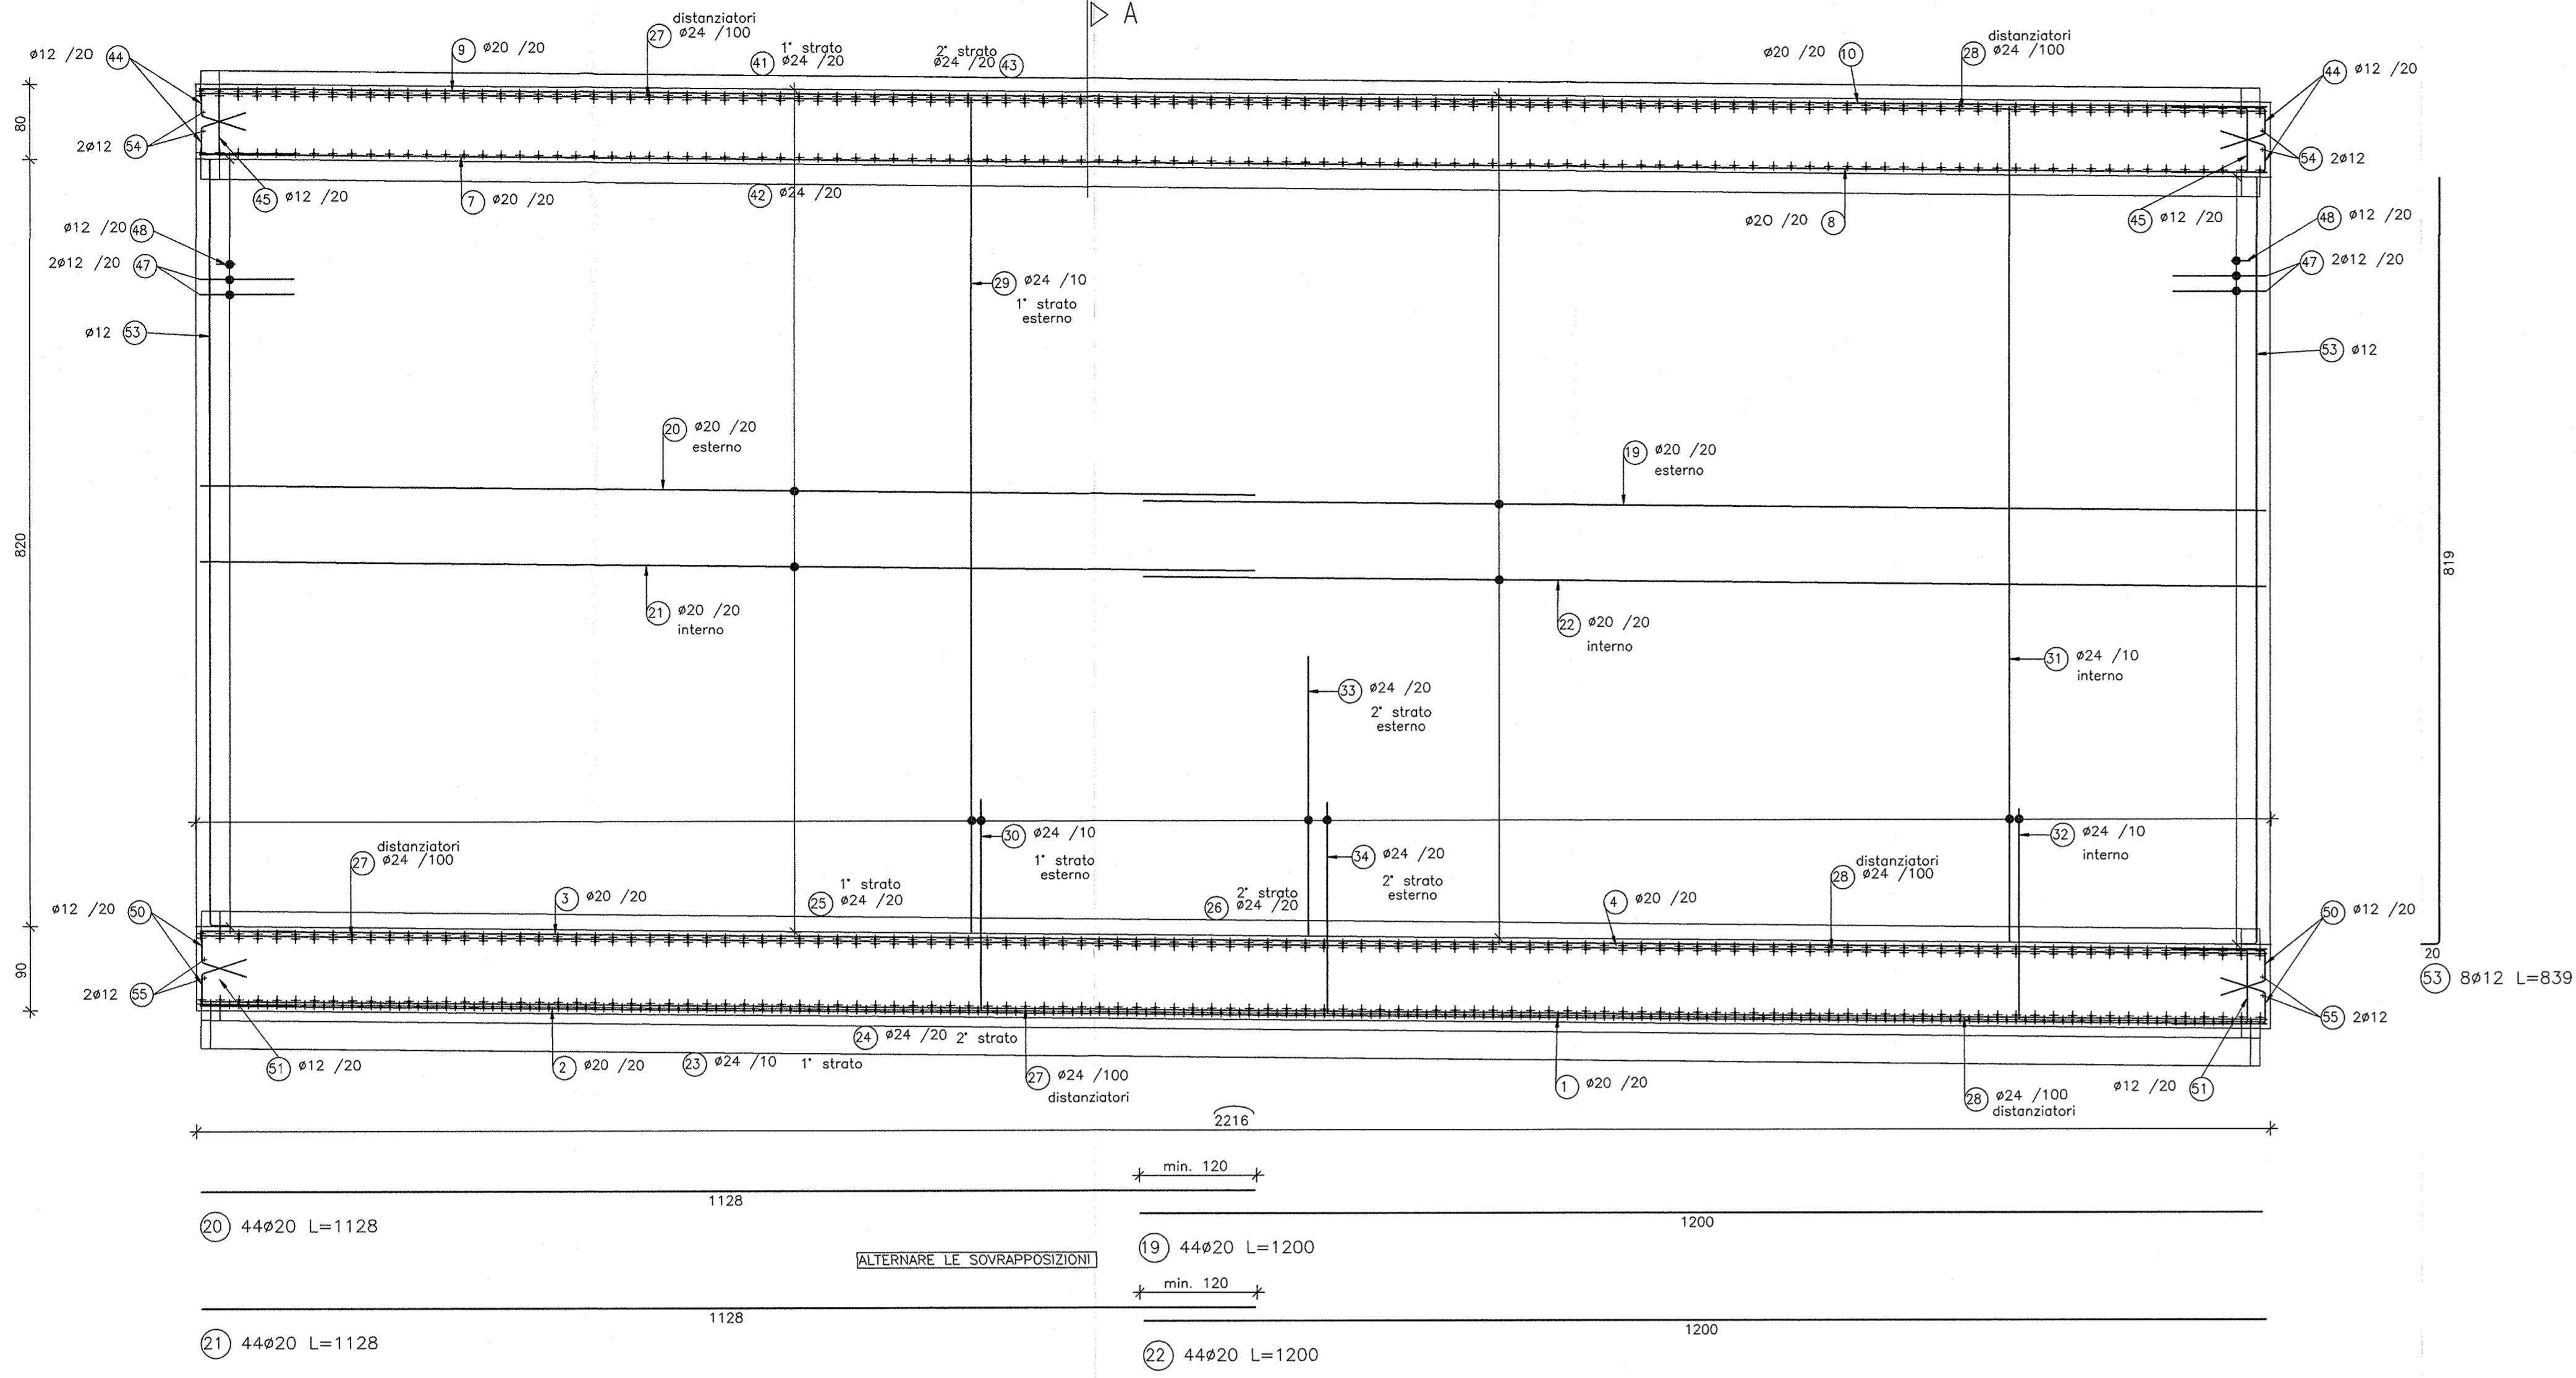 A
distanziatori
27 ø24 /100
9 ø20 /20
ø12 /20 44
1° strato
41 ø24 /20
2° strato
ø24 /20 43
ø20 /20 10
distanziatori
28 ø24 /100
44 ø12 /20
80
2ø12 54
54 2ø12
45 ø12 /20
7 ø20 /20
42 ø24 /20
ø20 /20 8
45 ø12 /20
48 ø12 /20
ø12 /20 48
2ø12 /20 47
47 2ø12 /20
29 ø24 /10
1° strato
esterno
ø12 53
53 ø12
20 ø20 /20
esterno
19 ø20 /20
esterno
820
819
21 ø20 /20
interno
22 ø20 /20
interno
31 ø24 /10
interno
33 ø24 /20
2° strato
esterno
30 ø24 /10
1° strato
esterno
32 ø24 /10
interno
34 ø24 /20
2° strato
esterno
distanziatori
27 ø24 /100
distanziatori
28 ø24 /100
3 ø20 /20
1° strato
25 ø24 /20
2° strato
26 ø24 /20
4 ø20 /20
ø12 /20 50
50 ø12 /20
90
20
53 8ø12 L=839
2ø12 55
55 2ø12
24 ø24 /20 2° strato
51 ø12 /20
2 ø20 /20
23 ø24 /10 1° strato
27 ø24 /100
distanziatori
1 ø20 /20
28 ø24 /100
distanziatori
ø12 /20 51
2216
min. 120
1128
20 44ø20 L=1128
1200
19 44ø20 L=1200
ALTERNARE LE SOVRAPPOSIZIONI
min. 120
1128
21 44ø20 L=1128
1200
22 44ø20 L=1200